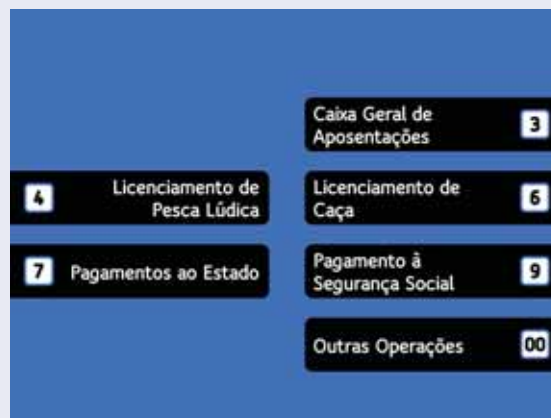 Caixa Geral de
Aposentações
3
4
Licenciamento de
Pesca Lúdica
Licenciamento de
Caça
6
7
Pagamentos ao Estado
Pagamento à
Segurança Social
9
Outras Operações
00